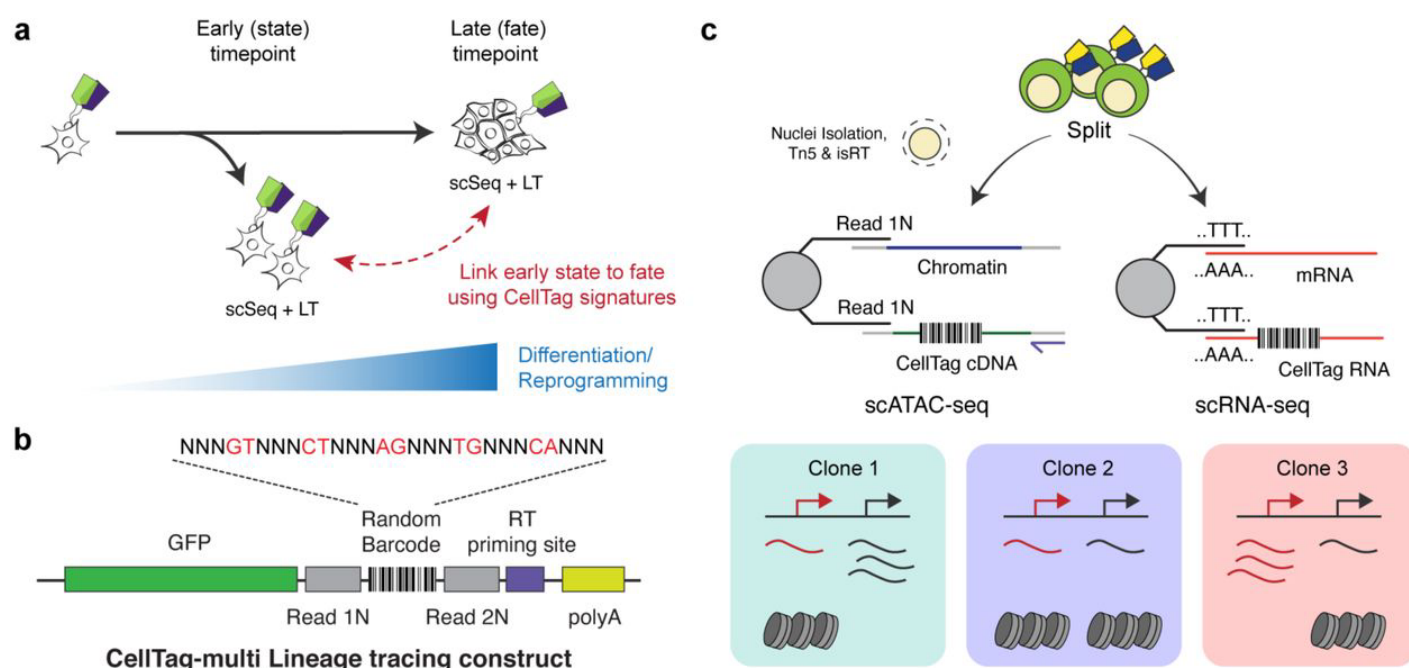 a
Early (state)
timepoint
Late (fate)
timepoint
scSeq + LT
scSeq + LT
Link early state to fate
using CellTag signatures
Differentiation/
Reprogramming
b
NNNGTNNNCTNNNAGNNNTGNNNCANNN
GFP
Random
Barcode
RT
priming site
Read 1N
Read 2N
polyA
CellTag-multi Lineage tracing construct
c
Split
Nuclei Isolation,
Tn5 & isRT
Read 1N
Chromatin
Read 1N
CellTag cDNA
scATAC-seq
..TTT..
..AAA..
mRNA
..TTT..
..AAA..
CellTag RNA
scRNA-seq
Clone 1
Clone 2
Clone 3